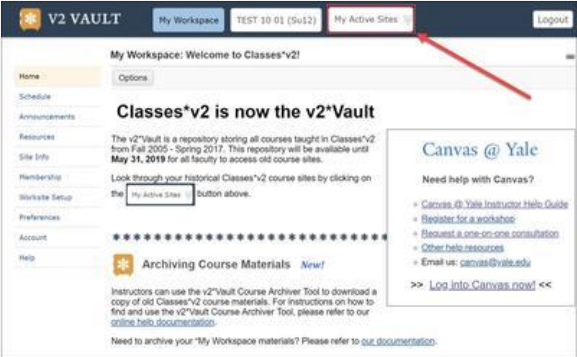 V2 VAULT
My Workspace
TEST 10 01 (Su12)
My Active Sites
Logout
My Workspace: Welcome to Classes*v2!
Home
Schedule
Announcements
Resources
Site Info
Membership
Worksite Setup
Preferences
Account
Help
Options
Classes*v2 is now the v2*Vault
The v2*Vault is a repository storing all courses taught in Classes*v2
from Fall 2005 - Spring 2017. This repository will be available until
May 31, 2019 for all faculty to access old course sites.
Look through your historical Classes*v2 course sites by clicking on
the My Active Sites button above.
*************************
Archiving Course Materials New!
Instructors can use the v2*Vault Course Archiver Tool to download a
copy of old Classes*v2 course materials. For instructions on how to
find and use the v2*Vault Course Archiver Tool, please refer to our
online help documentation.
Need to archive your "My Workspace materials? Please refer to our documentation.
Canvas @ Yale
Need help with Canvas?
Canvas @ Yale Instructor Help Guide
Register for a workshop
Request a one-on-one consultation
Other help resources
Email us: canvas@yale.edu
>> Log into Canvas now! <<